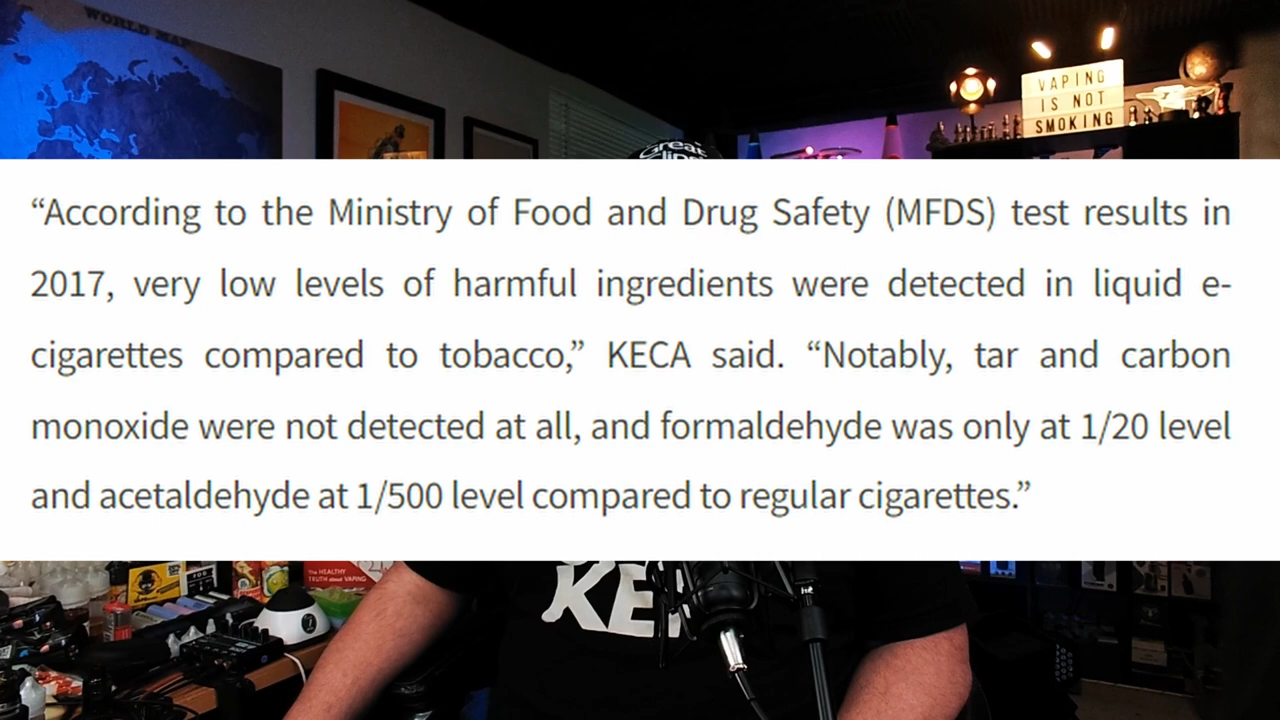 WORLD MAP
VAPING
IS NOT
SMOKING
Great
“According to the Ministry of Food and Drug Safety (MFDS) test results in
2017, very low levels of harmful ingredients were detected in liquid e-
cigarettes compared to tobacco,” KECA said. “Notably, tar and carbon
monoxide were not detected at all, and formaldehyde was only at 1/20 level
and acetaldehyde at 1/500 level compared to regular cigarettes.”
The HEALTHY
TRUTH about VAPING